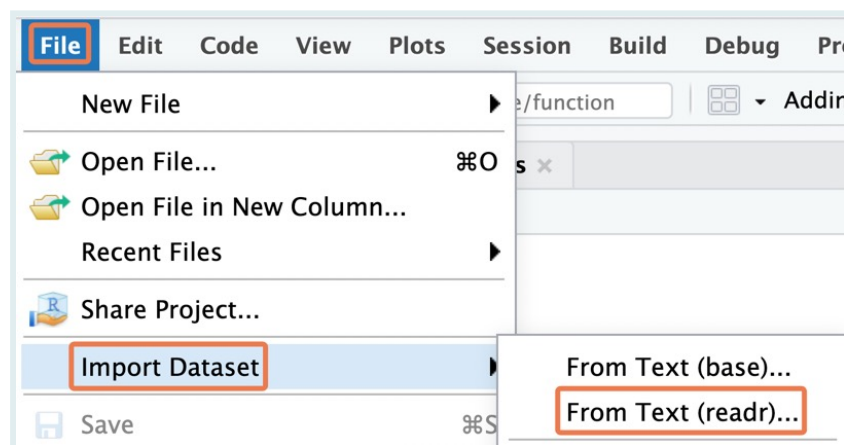 File Edit Code View Plots Session Build Debug
New File
/function
Addin
Open File... ⌘O
s ×
Open File in New Column...
Recent Files
Share Project...
Import Dataset
From Text (base)...
From Text (readr)...
Save ⌘S